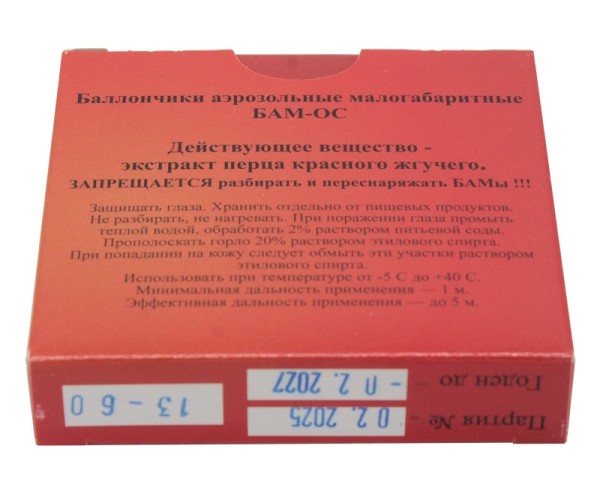 Баллончики аэрозольные малогабаритные
БАМ-ОС
Действующее вещество -
экстракт перца красного жгучего.
ЗАПРЕЩАЕТСЯ разбирать и переснаряжать БАМы !!!
Защищать глаза. Хранить отдельно от пищевых продуктов.
Не разбирать, не нагревать. При поражении глаза промыть
теплой водой, обработать 2% раствором питьевой соды.
Прополоскать горло 20% раствором этилового спирта.
При попадании на кожу следует обмыть эти участки раствором
этилового спирта.
Использовать при температуре от -5 С до +40 С.
Минимальная дальность применения — 1 м.
Эффективная дальность применения — до 5 м.
Партия № - 02. 2025
Годен до - 02. 2027
13-60